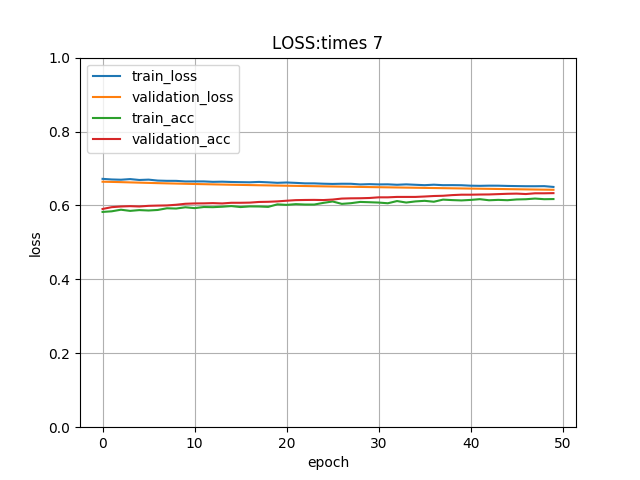 LOSS:times 7
train_loss
validation_loss
train_acc
validation_acc
1.0
0.8
0.6
0.4
0.2
0.0
loss
0 10 20 30 40 50
epoch